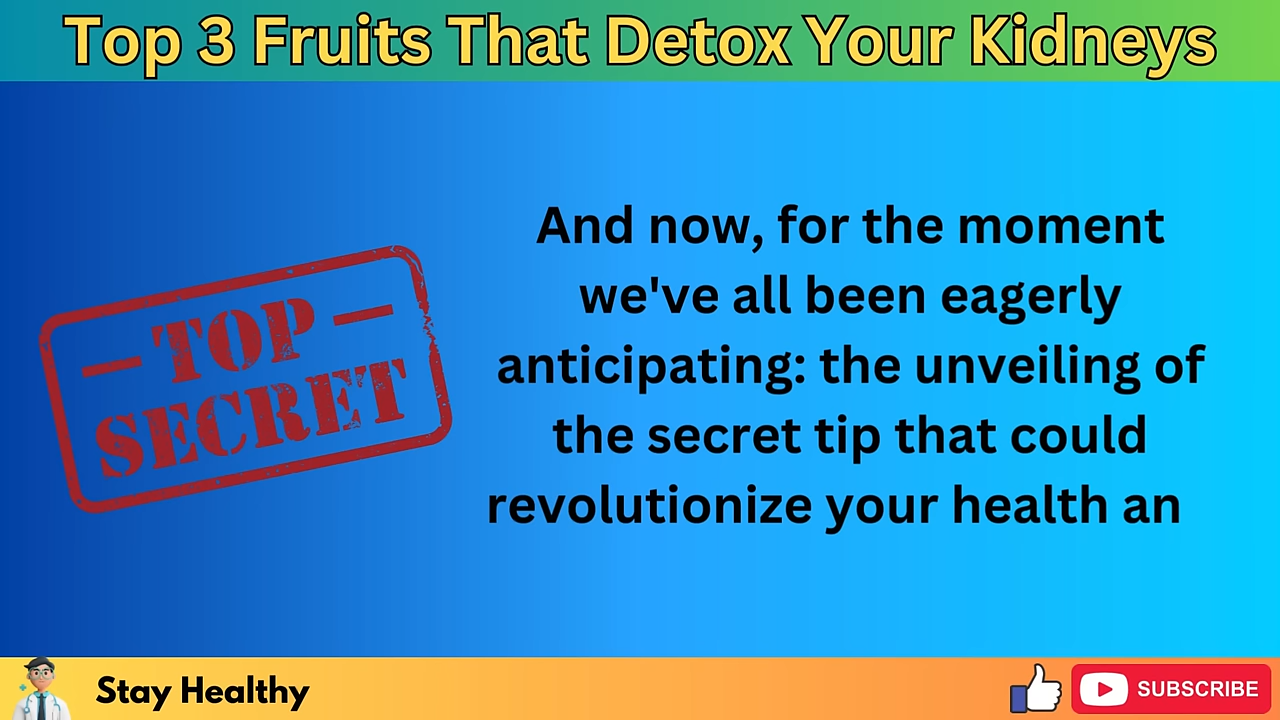 Top 3 Fruits That Detox Your Kidneys
TOP
SECRET
And now, for the moment
we've all been eagerly
anticipating: the unveiling of
the secret tip that could
revolutionize your health an
Stay Healthy
SUBSCRIBE